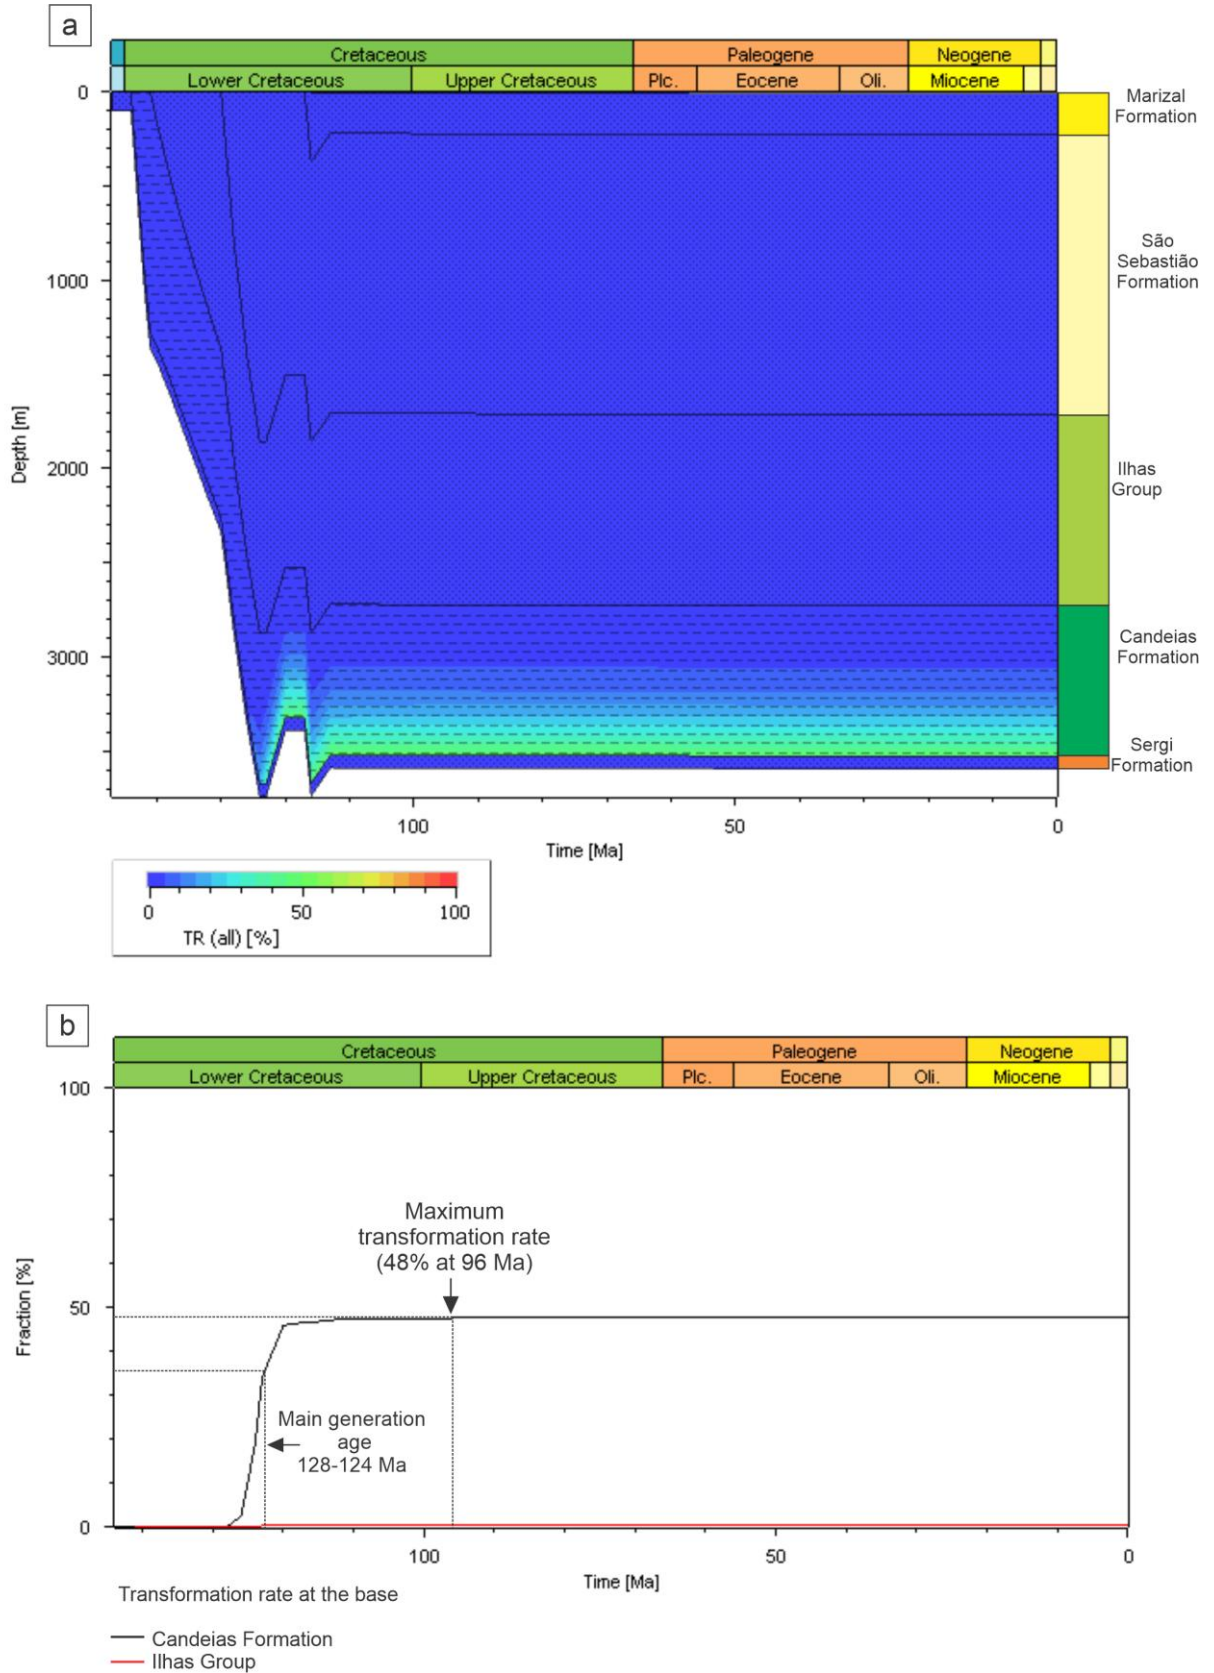 a
Cretaceous Paleogene Neogene
Lower Cretaceous Upper Cretaceous Plc. Eocene Oli. Miocene
0
1000
2000
3000
Depth [m]
Marizal
Formation
São
Sebastião
Formation
Ilhas
Group
Candeias
Formation
Sergi
Formation
100 50 0
Time [Ma]
0 50 100
TR (all) [%]
b
Cretaceous Paleogene Neogene
Lower Cretaceous Upper Cretaceous Plc. Eocene Oli. Miocene
100
50
0
Fraction [%]
Maximum
transformation rate
(48% at 96 Ma)
Main generation
age
128-124 Ma
100 50 0
Time [Ma]
Transformation rate at the base
Candeias Formation
Ilhas Group